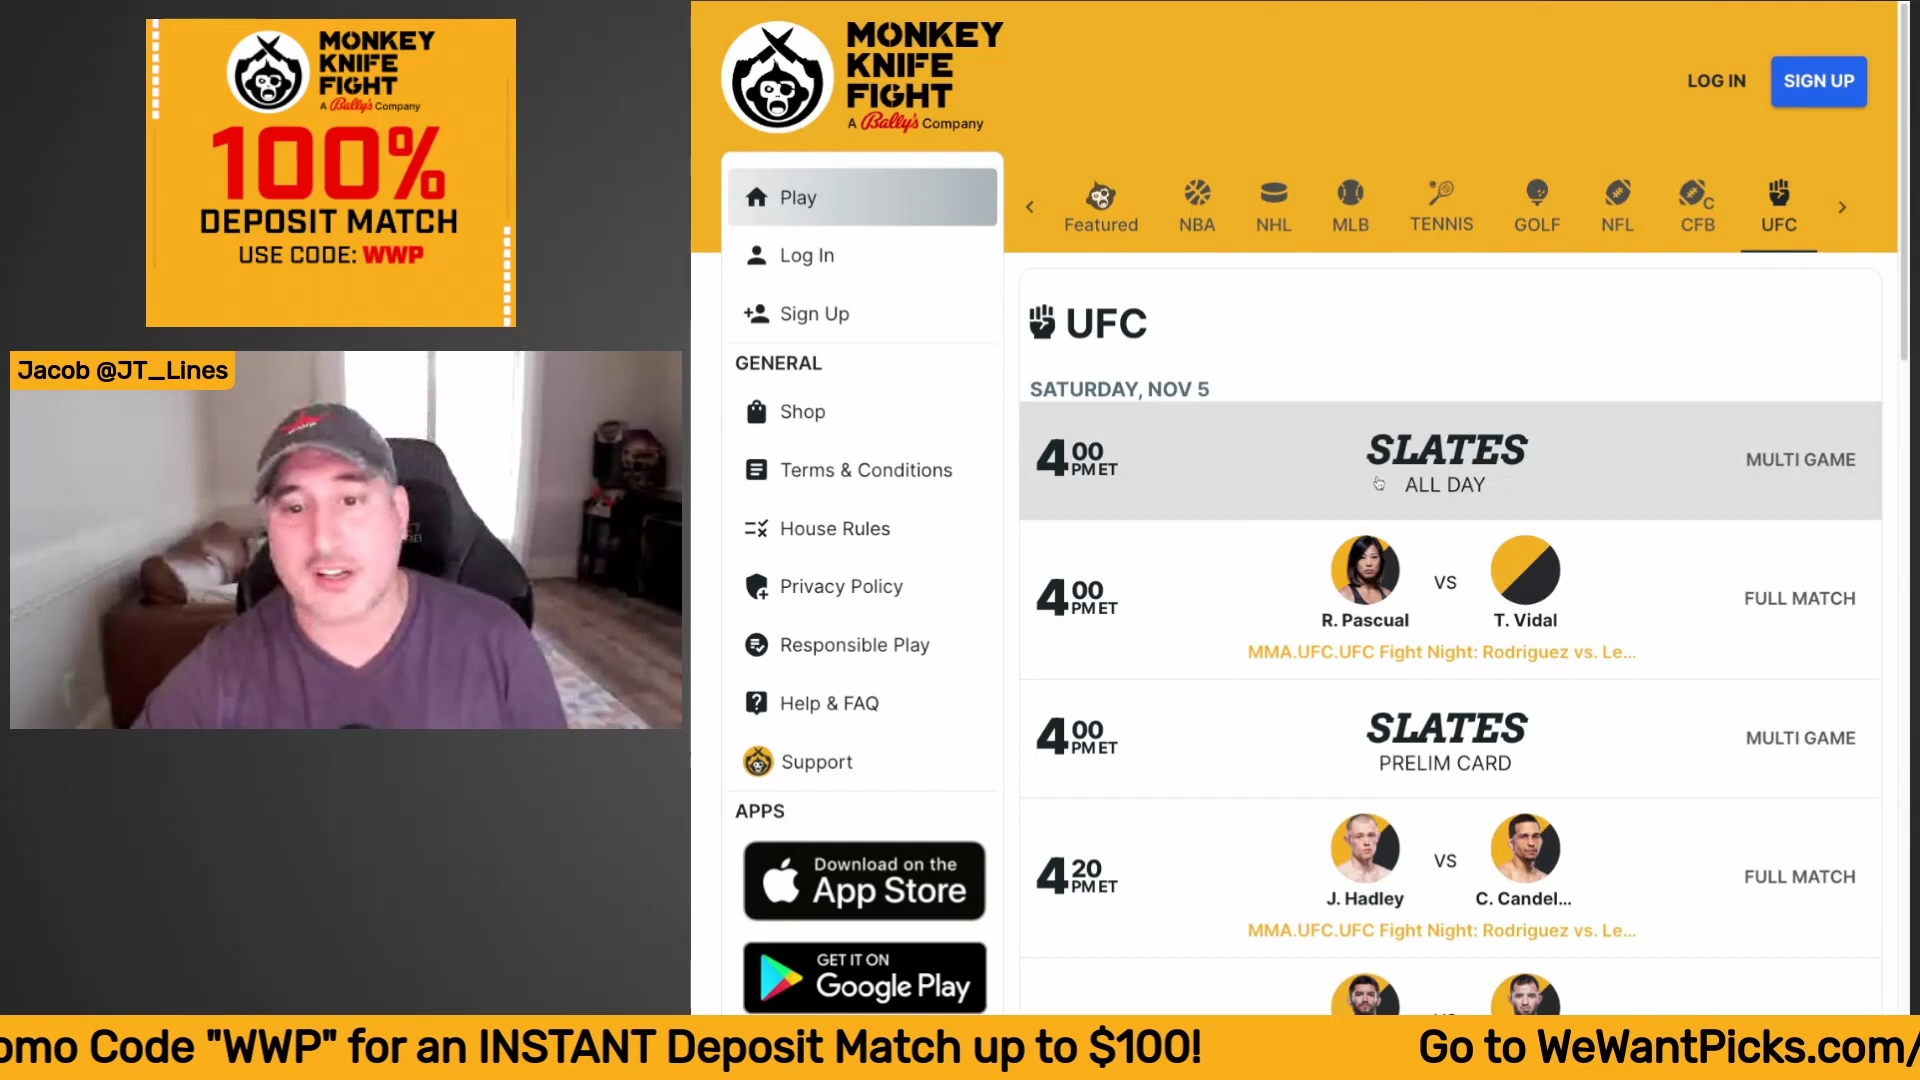 MONKEY
KNIFE
FIGHT
A Bally's Company
100%
DEPOSIT MATCH
USE CODE: WWP
Jacob @JT_Lines
MONKEY
KNIFE
FIGHT
A Bally's Company
LOG IN
SIGN UP
Play
Log In
Sign Up
GENERAL
Shop
Terms & Conditions
House Rules
Privacy Policy
Responsible Play
Help & FAQ
Support
APPS
Download on the
App Store
GET IT ON
Google Play
Featured
NBA
NHL
MLB
TENNIS
GOLF
NFL
C
CFB
UFC
UFC
SATURDAY, NOV 5
4 00 PM ET
SLATES
ALL DAY
MULTI GAME
4 00 PM ET
VS
R. Pascual
T. Vidal
FULL MATCH
MMA.UFC.UFC Fight Night: Rodriguez vs. Le...
4 00 PM ET
SLATES
PRELIM CARD
MULTI GAME
4 20 PM ET
VS
J. Hadley
C. Candel...
FULL MATCH
MMA.UFC.UFC Fight Night: Rodriguez vs. Le...
omo Code "WWP" for an INSTANT Deposit Match up to $100!
Go to WeWantPicks.com/